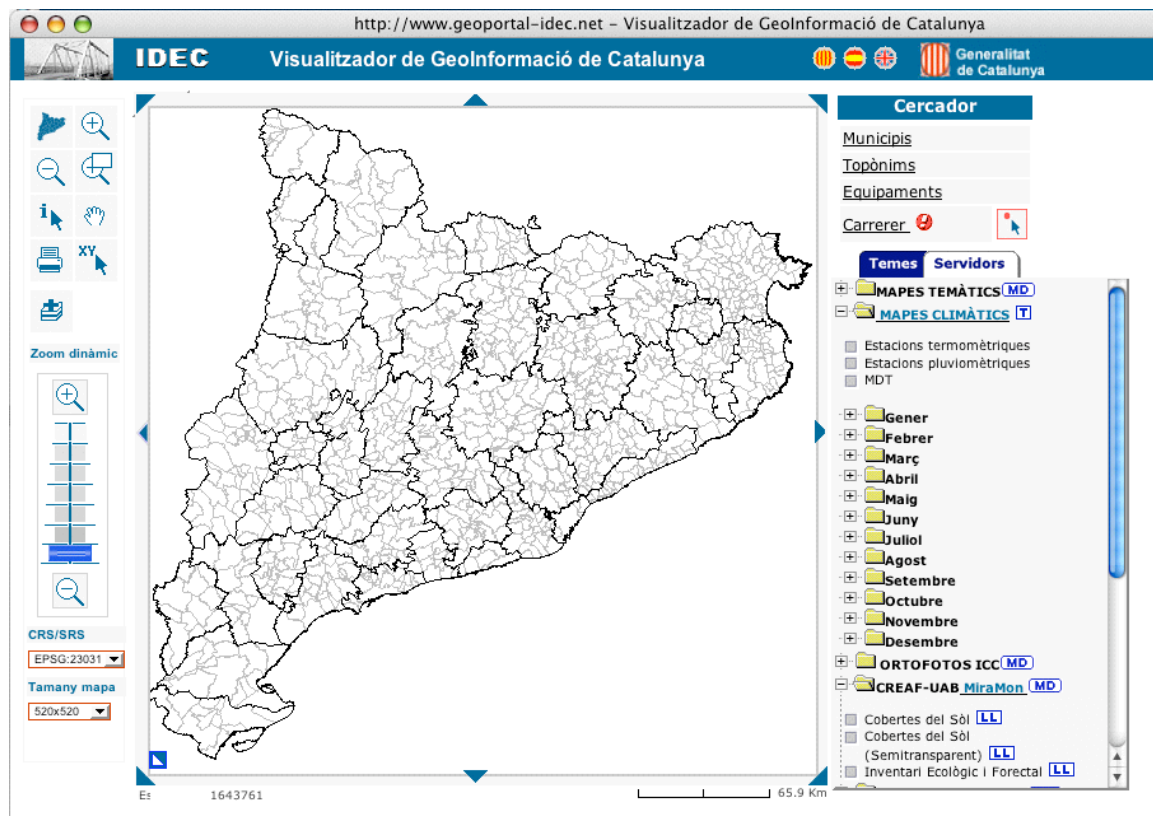 http://www.geoportal-idec.net – Visualitzador de GeoInformació de Catalunya
IDEC
Visualitzador de GeoInformació de Catalunya
Generalitat
de Catalunya
Cercador
Municipis
Topònims
Equipaments
Carrerer
i
XY
Temes Servidors
MAPES TEMÀTICS MD
MAPES CLIMÀTICS T
Estacions termomètriques
Estacions pluviomètriques
MDT
Gener
Febrer
Març
Abril
Maig
Juny
Juliol
Agost
Setembre
Octubre
Novembre
Desembre
ORTOFOTOS ICC MD
CREAF-UAB MiraMon MD
Cobertes del Sòl LL
Cobertes del Sòl
(Semitransparent) LL
Inventari Ecològic i Forectal LL
Zoom dinàmic
CRS/SRS
EPSG:23031
Tamany mapa
520x520
1643761
65.9 Km